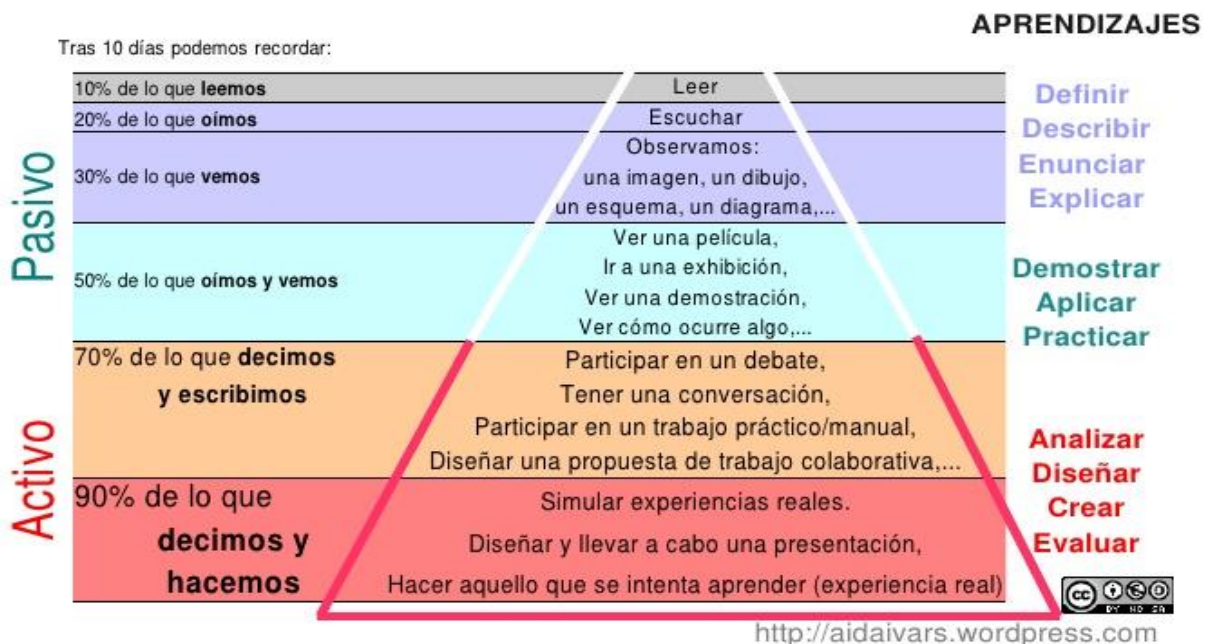 APRENDIZAJES
Tras 10 días podemos recordar:
Pasivo
10% de lo que leemos
Leer
20% de lo que oímos
Escuchar
30% de lo que vemos
Observamos:
una imagen, un dibujo,
un esquema, un diagrama,...
Definir
Describir
Enunciar
Explicar
50% de lo que oímos y vemos
Ver una película,
Ir a una exhibición,
Ver una demostración,
Ver cómo ocurre algo,...
Demostrar
Aplicar
Practicar
Activo
70% de lo que decimos
y escribimos
Participar en un debate,
Tener una conversación,
Participar en un trabajo práctico/manual,
Diseñar una propuesta de trabajo colaborativa,...
90% de lo que
decimos y
hacemos
Simular experiencias reales.
Diseñar y llevar a cabo una presentación,
Hacer aquello que se intenta aprender (experiencia real)
Analizar
Diseñar
Crear
Evaluar
cc
BY NC SA
http://aidaivars.wordpress.com